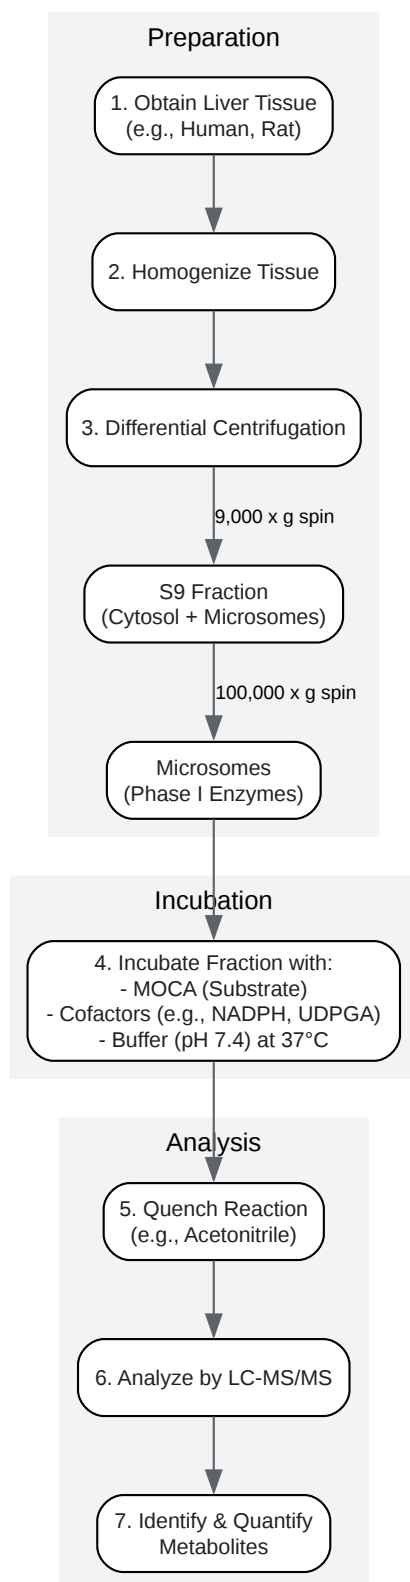 Preparation
1. Obtain Liver Tissue
(e.g., Human, Rat)
2. Homogenize Tissue
3. Differential Centrifugation
9,000 x g spin
S9 Fraction
(Cytosol + Microsomes)
100,000 x g spin
Microsomes
(Phase I Enzymes)
Incubation
4. Incubate Fraction with:
- MOCA (Substrate)
- Cofactors (e.g., NADPH, UDPGA)
- Buffer (pH 7.4) at 37°C
Analysis
5. Quench Reaction
(e.g., Acetonitrile)
6. Analyze by LC-MS/MS
7. Identify & Quantify
Metabolites